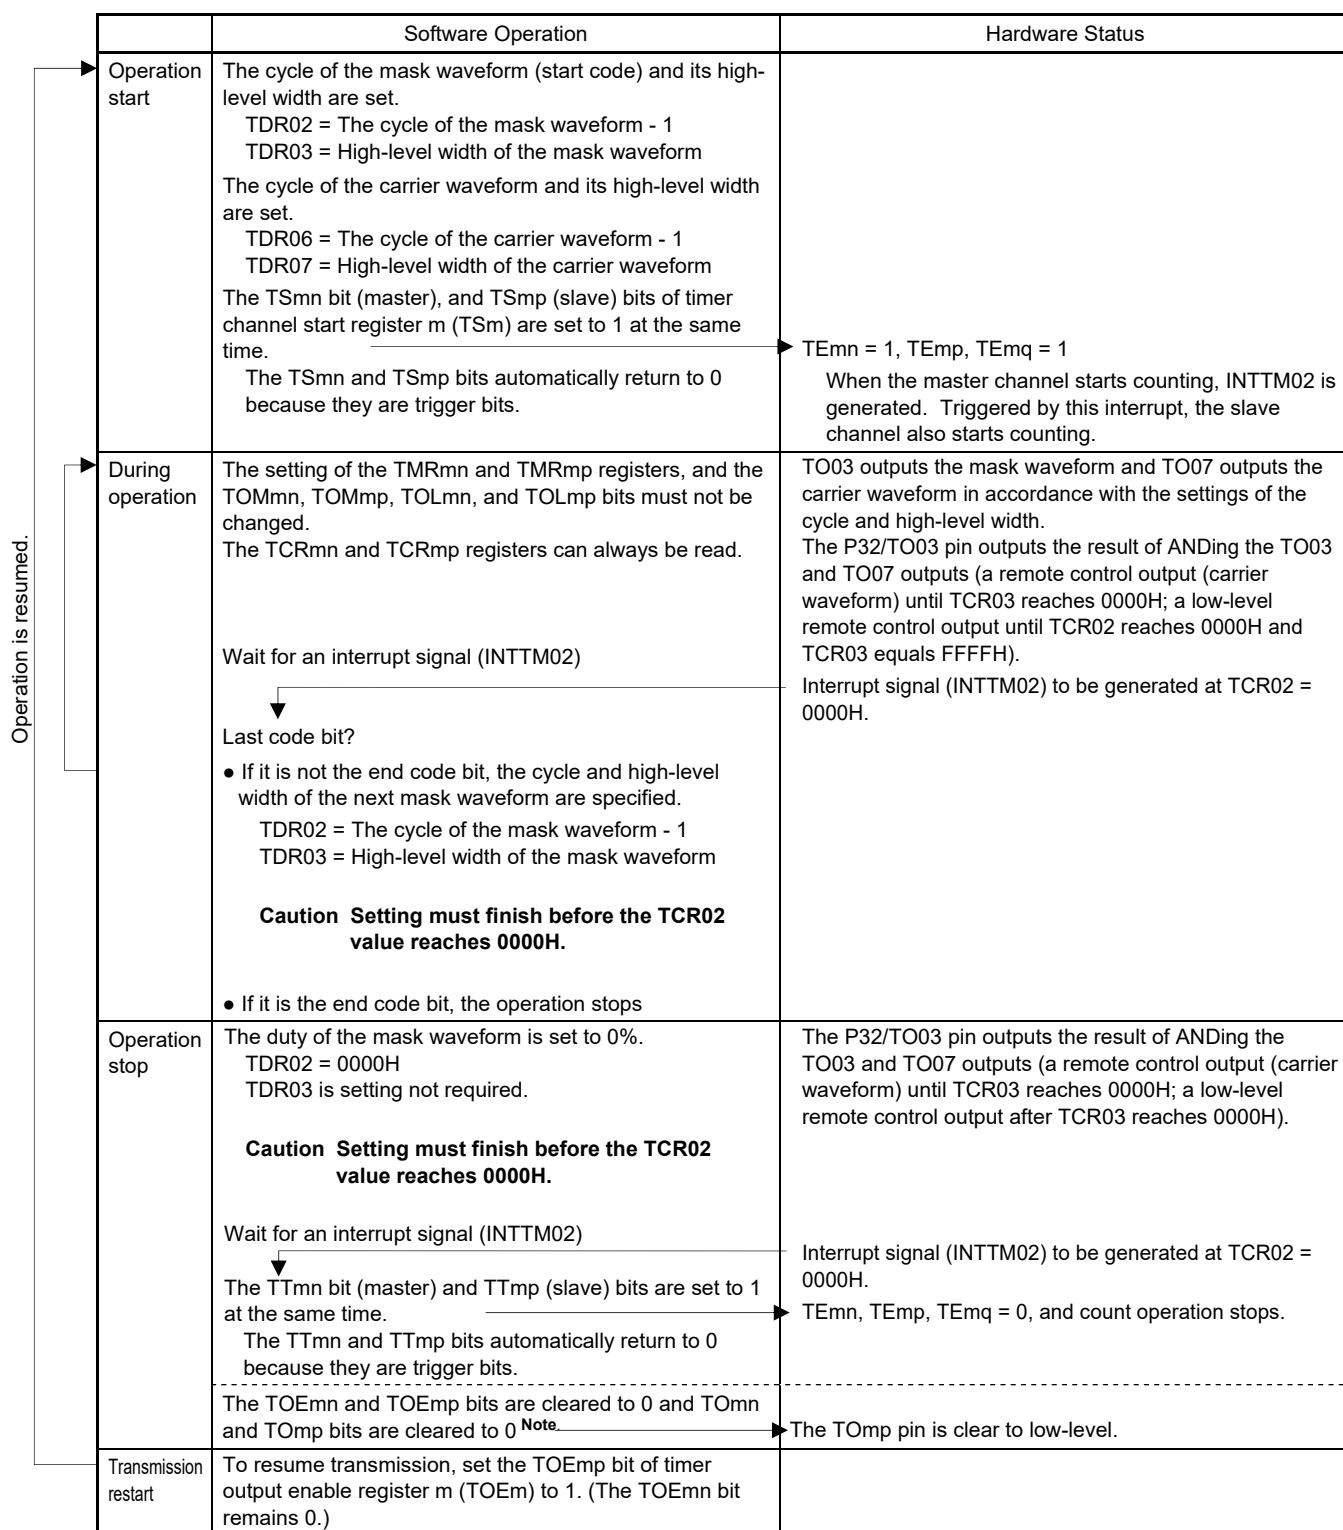 Software Operation
Hardware Status
Operation is resumed.
Operation
start
The cycle of the mask waveform (start code) and its high-
level width are set.
TDR02 = The cycle of the mask waveform - 1
TDR03 = High-level width of the mask waveform
The cycle of the carrier waveform and its high-level width
are set.
TDR06 = The cycle of the carrier waveform - 1
TDR07 = High-level width of the carrier waveform
The TSmn bit (master), and TSmp (slave) bits of timer
channel start register m (TSm) are set to 1 at the same
time.
The TSmn and TSmp bits automatically return to 0
because they are trigger bits.
TEmn = 1, TEmp, TEmq = 1
When the master channel starts counting, INTTM02 is
generated. Triggered by this interrupt, the slave
channel also starts counting.
During
operation
The setting of the TMRmn and TMRmp registers, and the
TOMmn, TOMmp, TOLmn, and TOLmp bits must not be
changed.
The TCRmn and TCRmp registers can always be read.
Wait for an interrupt signal (INTTM02)
Last code bit?
● If it is not the end code bit, the cycle and high-level
width of the next mask waveform are specified.
TDR02 = The cycle of the mask waveform - 1
TDR03 = High-level width of the mask waveform
Caution Setting must finish before the TCR02
value reaches 0000H.
● If it is the end code bit, the operation stops
TO03 outputs the mask waveform and TO07 outputs the
carrier waveform in accordance with the settings of the
cycle and high-level width.
The P32/TO03 pin outputs the result of ANDing the TO03
and TO07 outputs (a remote control output (carrier
waveform) until TCR03 reaches 0000H; a low-level
remote control output until TCR02 reaches 0000H and
TCR03 equals FFFFH).
Interrupt signal (INTTM02) to be generated at TCR02 =
0000H.
Operation
stop
The duty of the mask waveform is set to 0%.
TDR02 = 0000H
TDR03 is setting not required.
Caution Setting must finish before the TCR02
value reaches 0000H.
Wait for an interrupt signal (INTTM02)
The TTmn bit (master) and TTmp (slave) bits are set to 1
at the same time.
The TTmn and TTmp bits automatically return to 0
because they are trigger bits.
The P32/TO03 pin outputs the result of ANDing the
TO03 and TO07 outputs (a remote control output (carrier
waveform) until TCR03 reaches 0000H; a low-level
remote control output after TCR03 reaches 0000H).
Interrupt signal (INTTM02) to be generated at TCR02 =
0000H.
TEmn, TEmp, TEmq = 0, and count operation stops.
The TOEmn and TOEmp bits are cleared to 0 and TOmn
and TOmp bits are cleared to 0 Note.
The TOmp pin is clear to low-level.
Transmission
restart
To resume transmission, set the TOEmp bit of timer
output enable register m (TOEm) to 1. (The TOEmn bit
remains 0.)